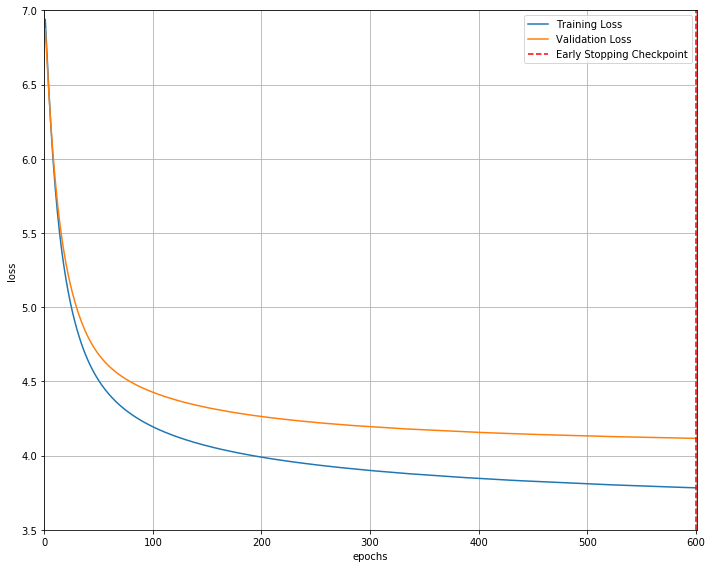 7.0
6.5
6.0
5.5
5.0
4.5
4.0
3.5
loss
Training Loss
Validation Loss
Early Stopping Checkpoint
0 100 200 300 400 500 600
epochs